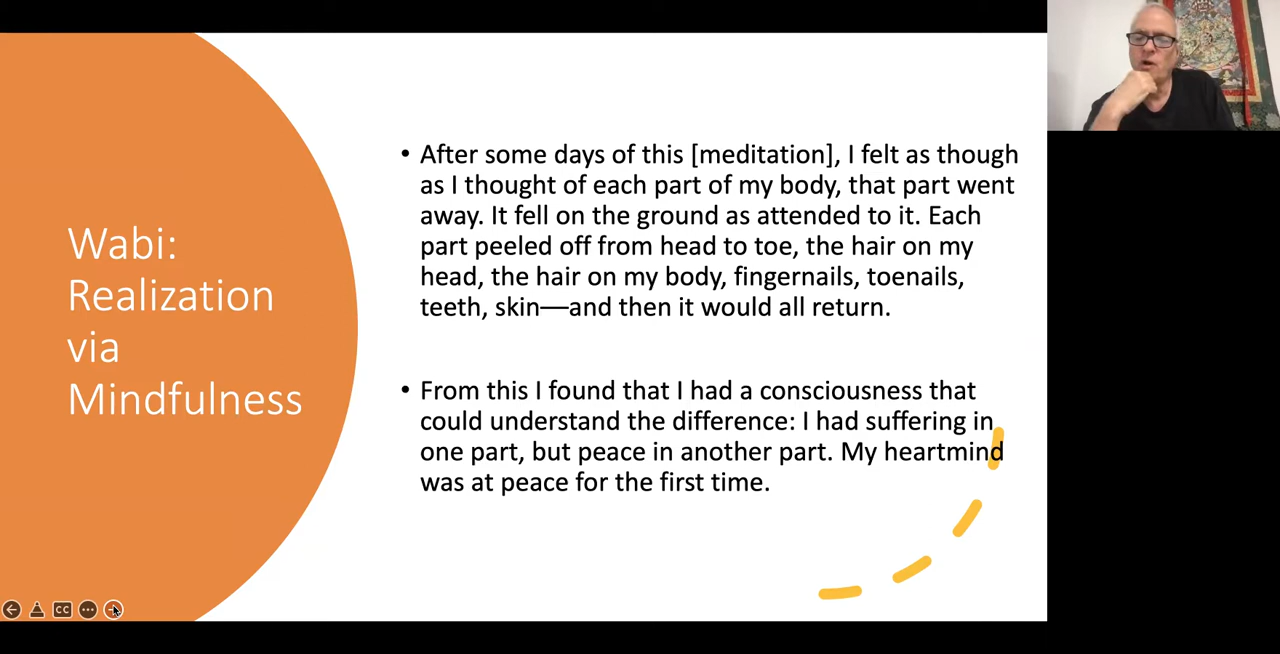 Wabi:
Realization
via
Mindfulness
• After some days of this [meditation], I felt as though
as I thought of each part of my body, that part went
away. It fell on the ground as attended to it. Each
part peeled off from head to toe, the hair on my
head, the hair on my body, fingernails, toenails,
teeth, skin—and then it would all return.
• From this I found that I had a consciousness that
could understand the difference: I had suffering in
one part, but peace in another part. My heartmind
was at peace for the first time.
CC